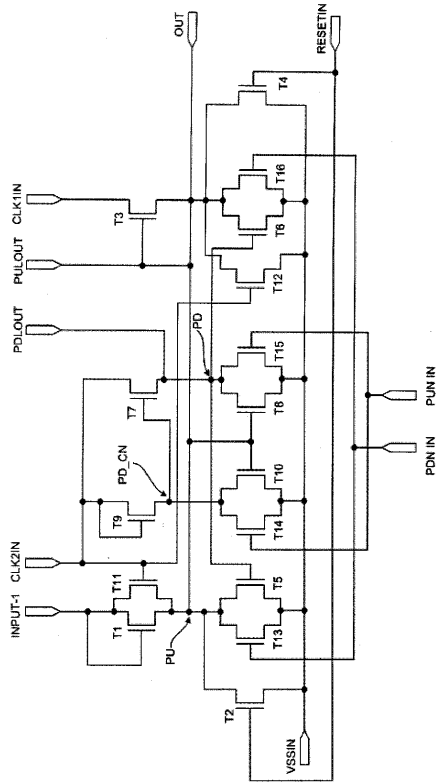 OUT
RESETIN
CLK1IN
PULOUT
PDLOUT
CLK2IN
INPUT-1
T3
T4
T16
T6
T12
PD
T7
T15
T8
PD_CN
T9
T10
T14
T11
T1
T5
T13
PU
T2
VSSIN
PUN IN
PDN IN